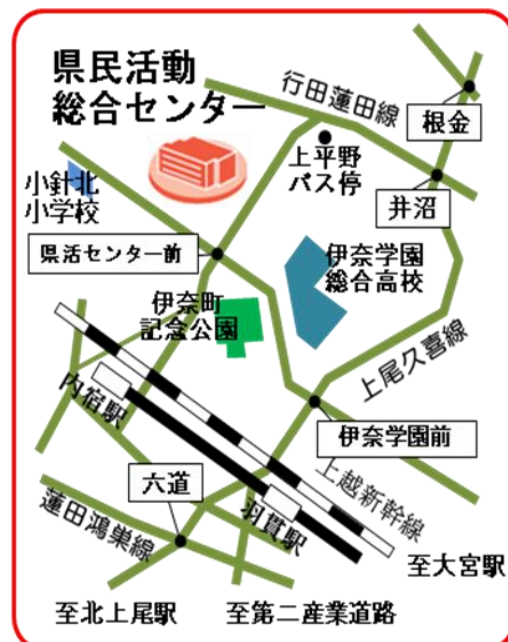 県民活動
総合センター
行田蓮田線
根金
上平野
バス停
井沼
小針北
小学校
県活センター前
伊奈学園
総合高校
伊奈町
記念公園
上尾久喜線
内宿駅
伊奈学園前
上越新幹線
六道
羽貫駅
蓮田鴻巣線
至大宮駅
至北上尾駅
至第二産業道路